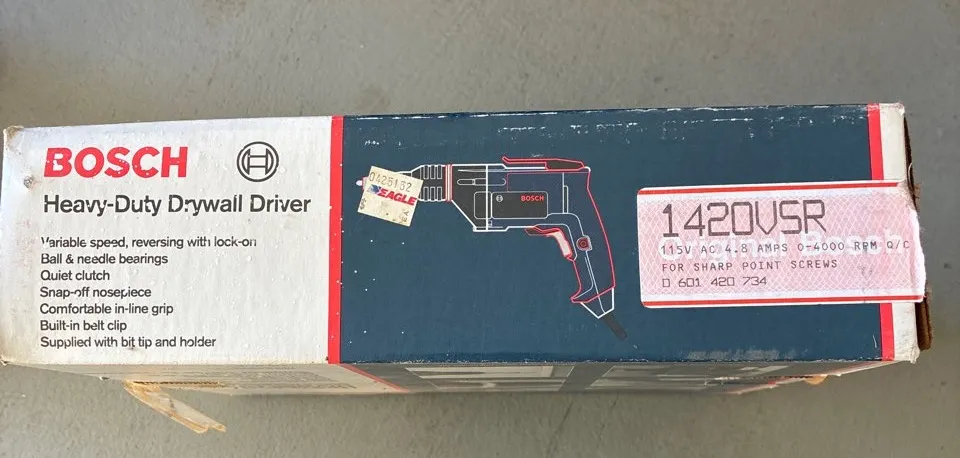 BOSCH
Heavy-Duty Drywall Driver
Variable speed, reversing with lock-on
Ball & needle bearings
Quiet clutch
Snap-off nosepiece
Comfortable in-line grip
Built-in belt clip
Supplied with bit tip and holder
0426162
EAGLE
$
BOSCH
1420VSR
115V AC 4.8 AMPS 0-4000 RPM Q/C
FOR SHARP POINT SCREWS
0 601 420 734